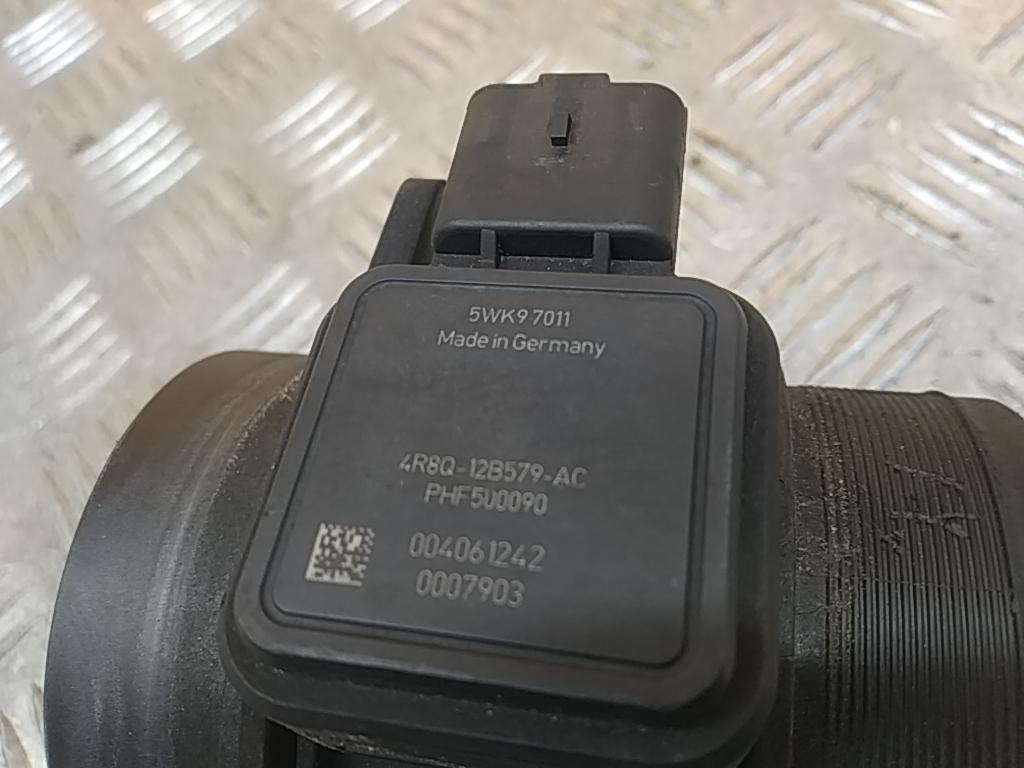 5WK9 7011
Made in Germany
4R8Q-12B579-AC
PHF500090
004061242
0007903